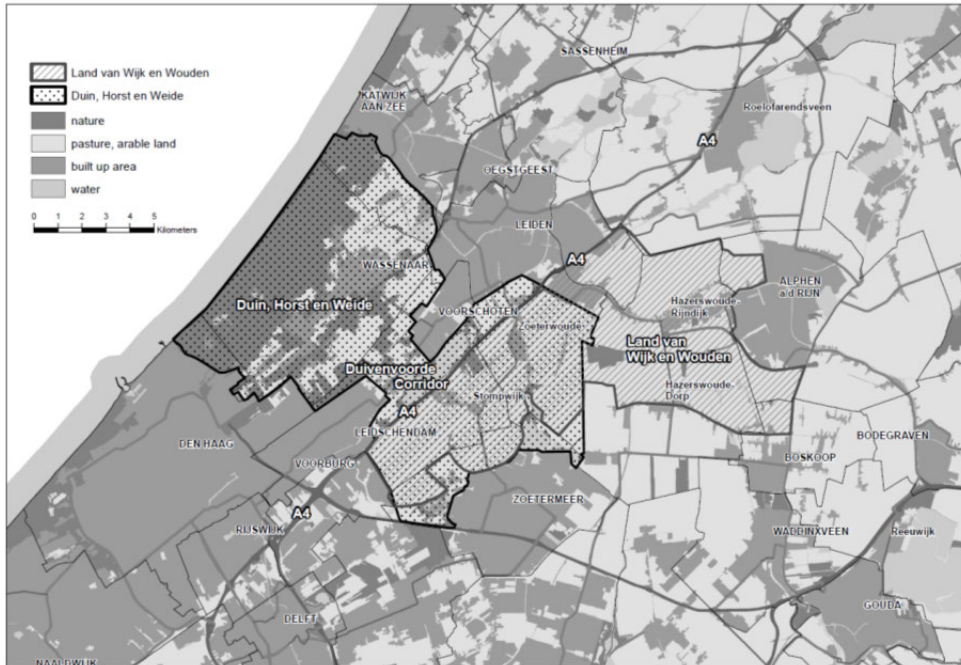 Land van Wijk en Wouden
Duin, Horst en Weide
nature
pasture, arable land
built up area
water
0 1 2 3 4 5
Kilometers
SASSENHEIM
KATWIJK
AAN ZEE
Roelofarendsveen
A4
OEGSTGEEST
LEIDEN
A4
WASSENAAR
ALPHEN
a/d RIJN
Duin, Horst en Weide
VOORSCHOTEN
Hazerswoude-
Rijndijk
Zoeterwoude
Land van
Wijk en Wouden
Duivenvoorde
Corridor
Stompwijk
Hazerswoude-
Dorp
A4
LEIDSCHENDAM
DEN HAAG
BODEGRAVEN
VOORBURG
BOSKOOP
ZOETERMEER
A4
RIJSWIJK
WADDINXVEEN
Reeuwijk
GOUDA
DELFT
NAALDWIJK